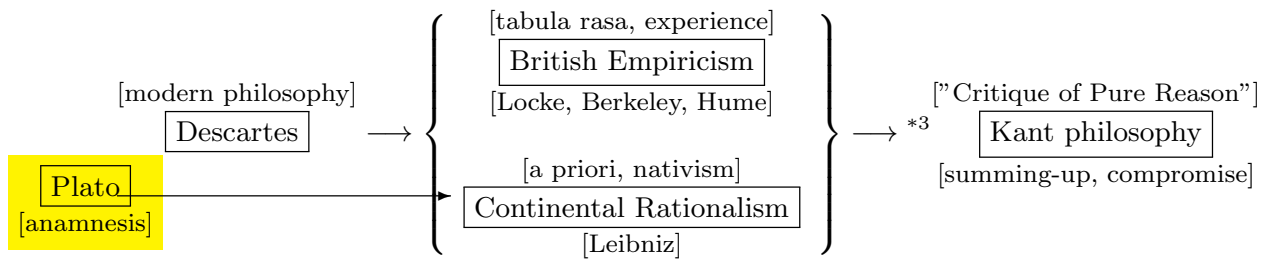 [modern philosophy]
Descartes
Plato
[anamnesis]
[tabula rasa, experience]
British Empiricism
[Locke, Berkeley, Hume]
[a priori, nativism]
Continental Rationalism
[Leibniz]
*3
["Critique of Pure Reason"]
Kant philosophy
[summing-up, compromise]